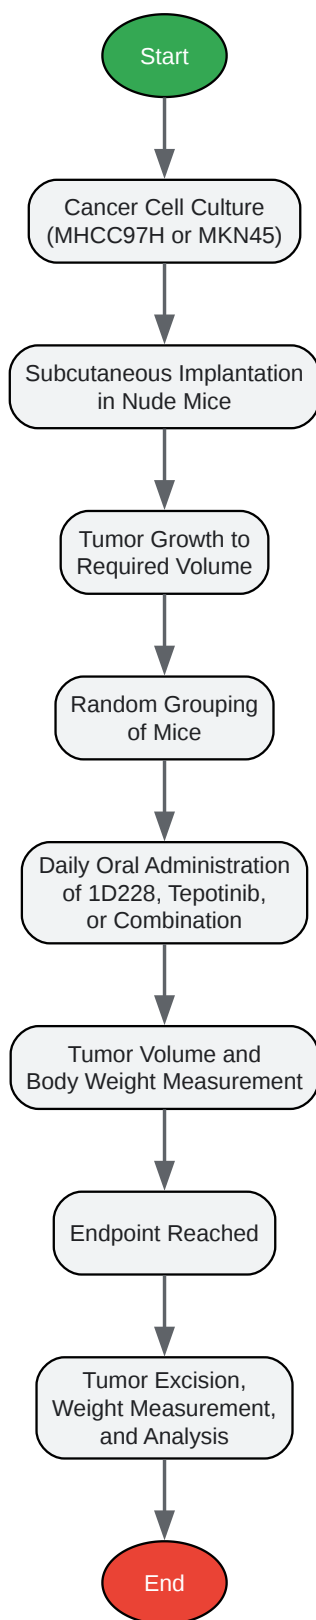 Start
Cancer Cell Culture
(MHCC97H or MKN45)
Subcutaneous Implantation
in Nude Mice
Tumor Growth to
Required Volume
Random Grouping
of Mice
Daily Oral Administration
of 1D228, Tepotinib,
or Combination
Tumor Volume and
Body Weight Measurement
Endpoint Reached
Tumor Excision,
Weight Measurement,
and Analysis
End